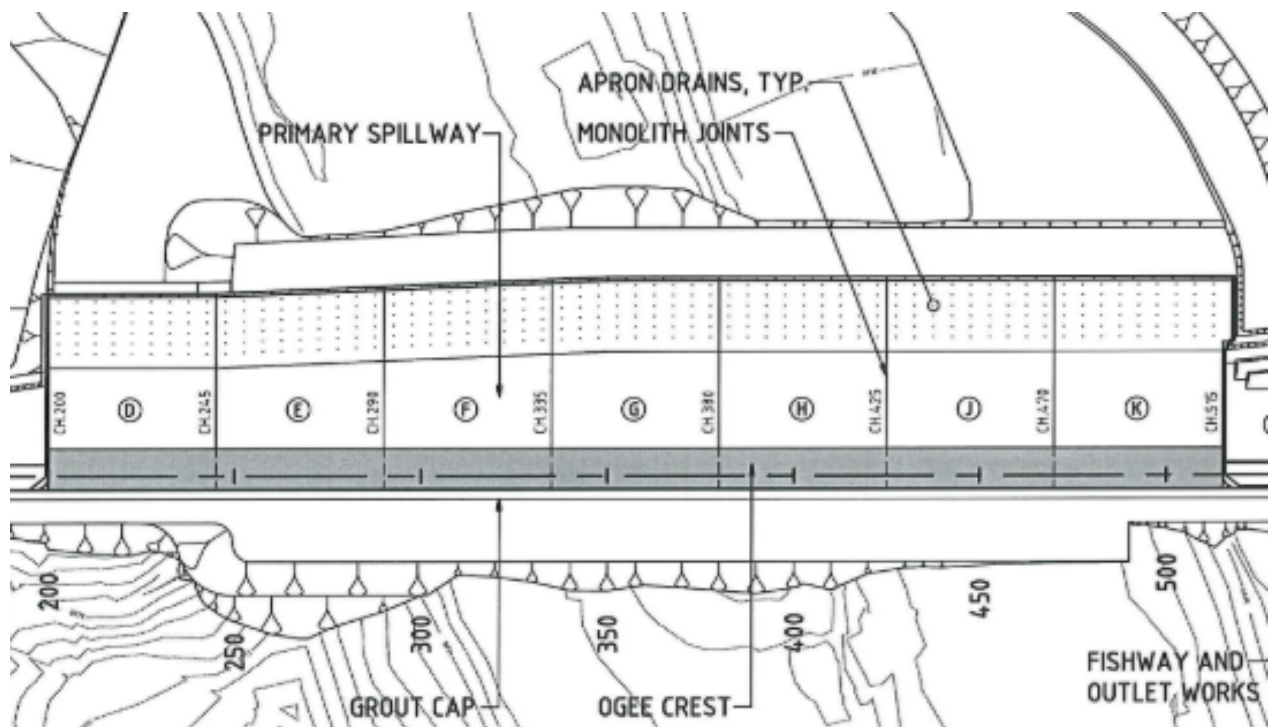 APRON DRAINS, TYP.
PRIMARY SPILLWAY
MONOLITH JOINTS
CH.200
D
CH.245
E
CH.290
F
CH.335
G
CH.380
H
CH.425
J
CH.470
K
CH.515
200
250
300
350
400
450
500
GROUT CAP
OGEE CREST
FISHWAY AND
OUTLET WORKS